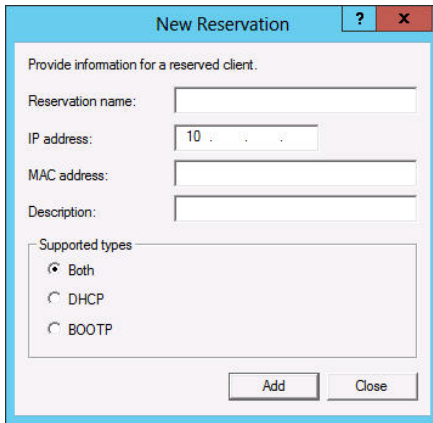 New Reservation
?
x
Provide information for a reserved client.
Reservation name:
IP address: 10 . . .
MAC address:
Description:
Supported types
Both
DHCP
BOOTP
Add Close